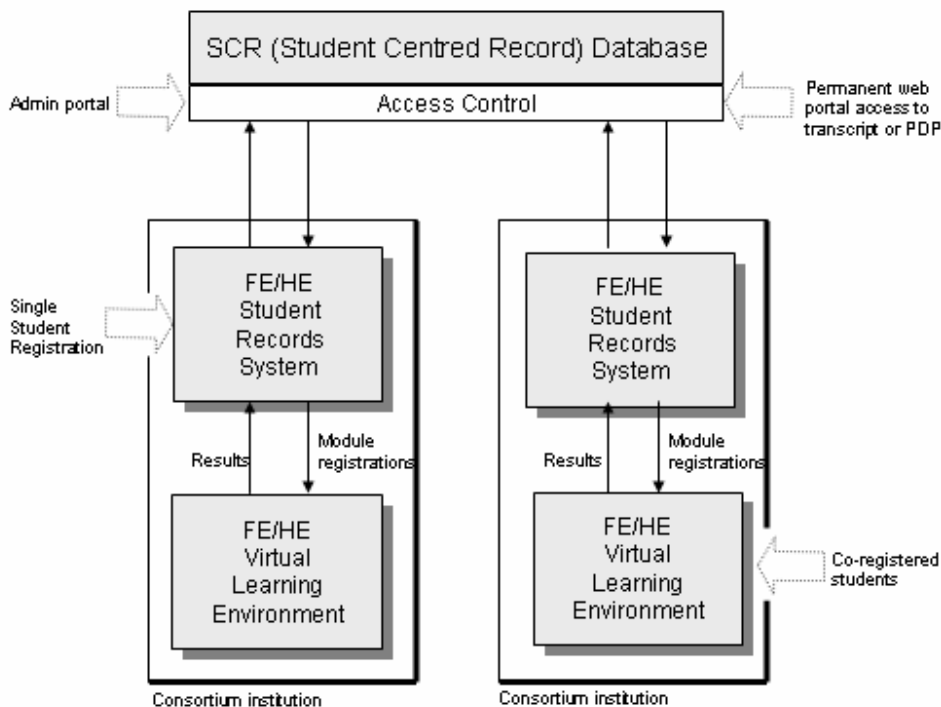 SCR (Student Centred Record) Database
Admin portal
Access Control
Permanent web
portal access to
transcript or PDP
Single
Student
Registration
FE/HE
Student
Records
System
Results
Module
registrations
FE/HE
Virtual
Learning
Environment
Consortium institution
FE/HE
Student
Records
System
Results
Module
registrations
FE/HE
Virtual
Learning
Environment
Co-registered
students
Consortium institution